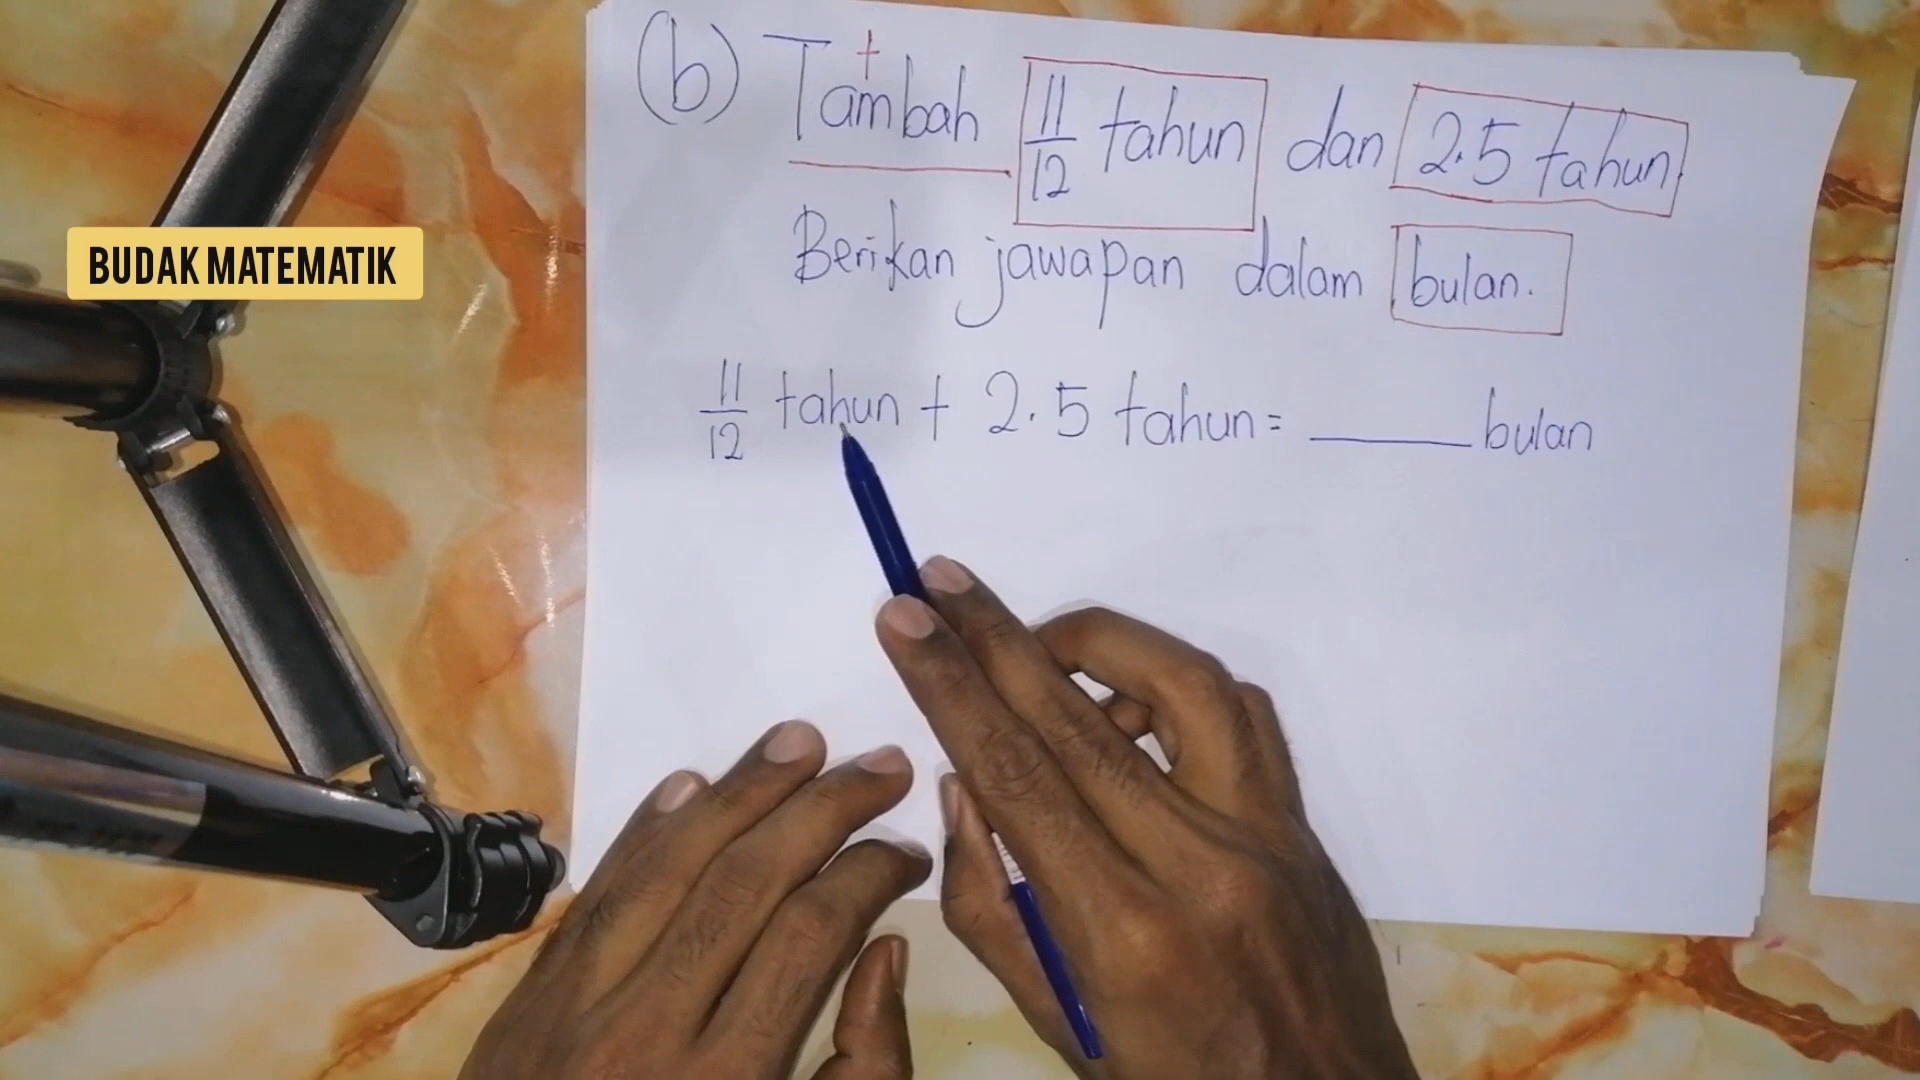 (b) Tambah 11/12 tahun dan 2.5 tahun
+
Berikan jawapan dalam bulan.
BUDAK MATEMATIK
11/12 tahun + 2.5 tahun = ____ bulan